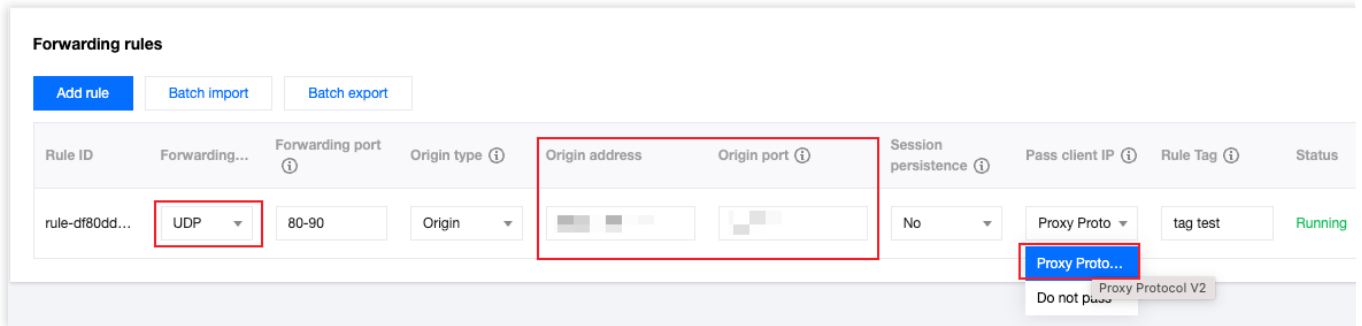 Forwarding rules
Add rule Batch import Batch export
Rule ID Forwarding... Forwarding port Origin type Origin address Origin port Session persistence Pass client IP Rule Tag Status
rule-df80dd... UDP 80-90 Origin No Proxy Proto tag test Running
Proxy Proto...
Proxy Protocol V2
Do not pass